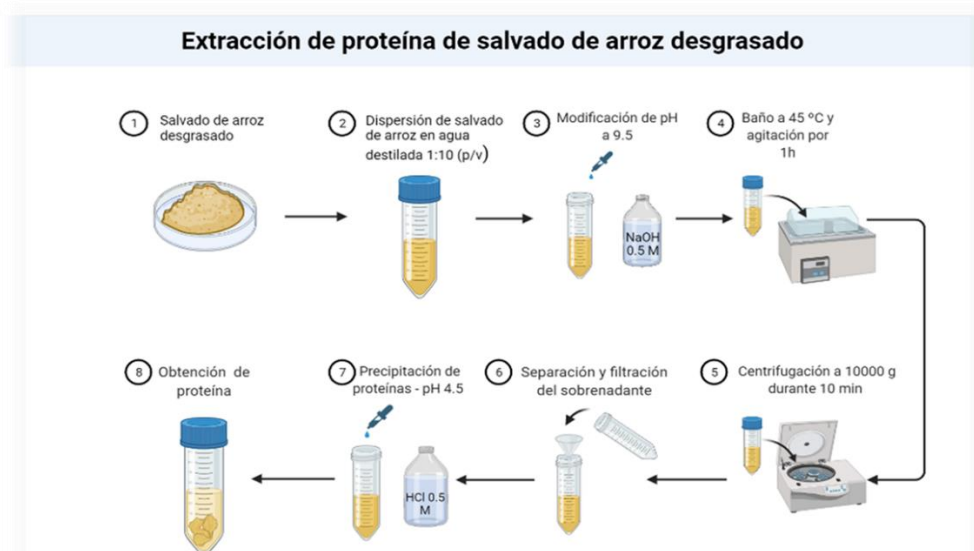 Extracción de proteína de salvado de arroz desgrasado
1
Salvado de arroz
desgrasado
2
Dispersión de salvado
de arroz en agua
destilada 1:10 (p/v)
3
Modificación de pH
a 9.5
NaOH
0.5 M
4
Baño a 45 ºC y
agitación por
1h
5
Centrifugación a 10000 g
durante 10 min
6
Separación y filtración
del sobrenadante
7
Precipitación de
proteínas - pH 4.5
HCl 0.5
M
8
Obtención de
proteína